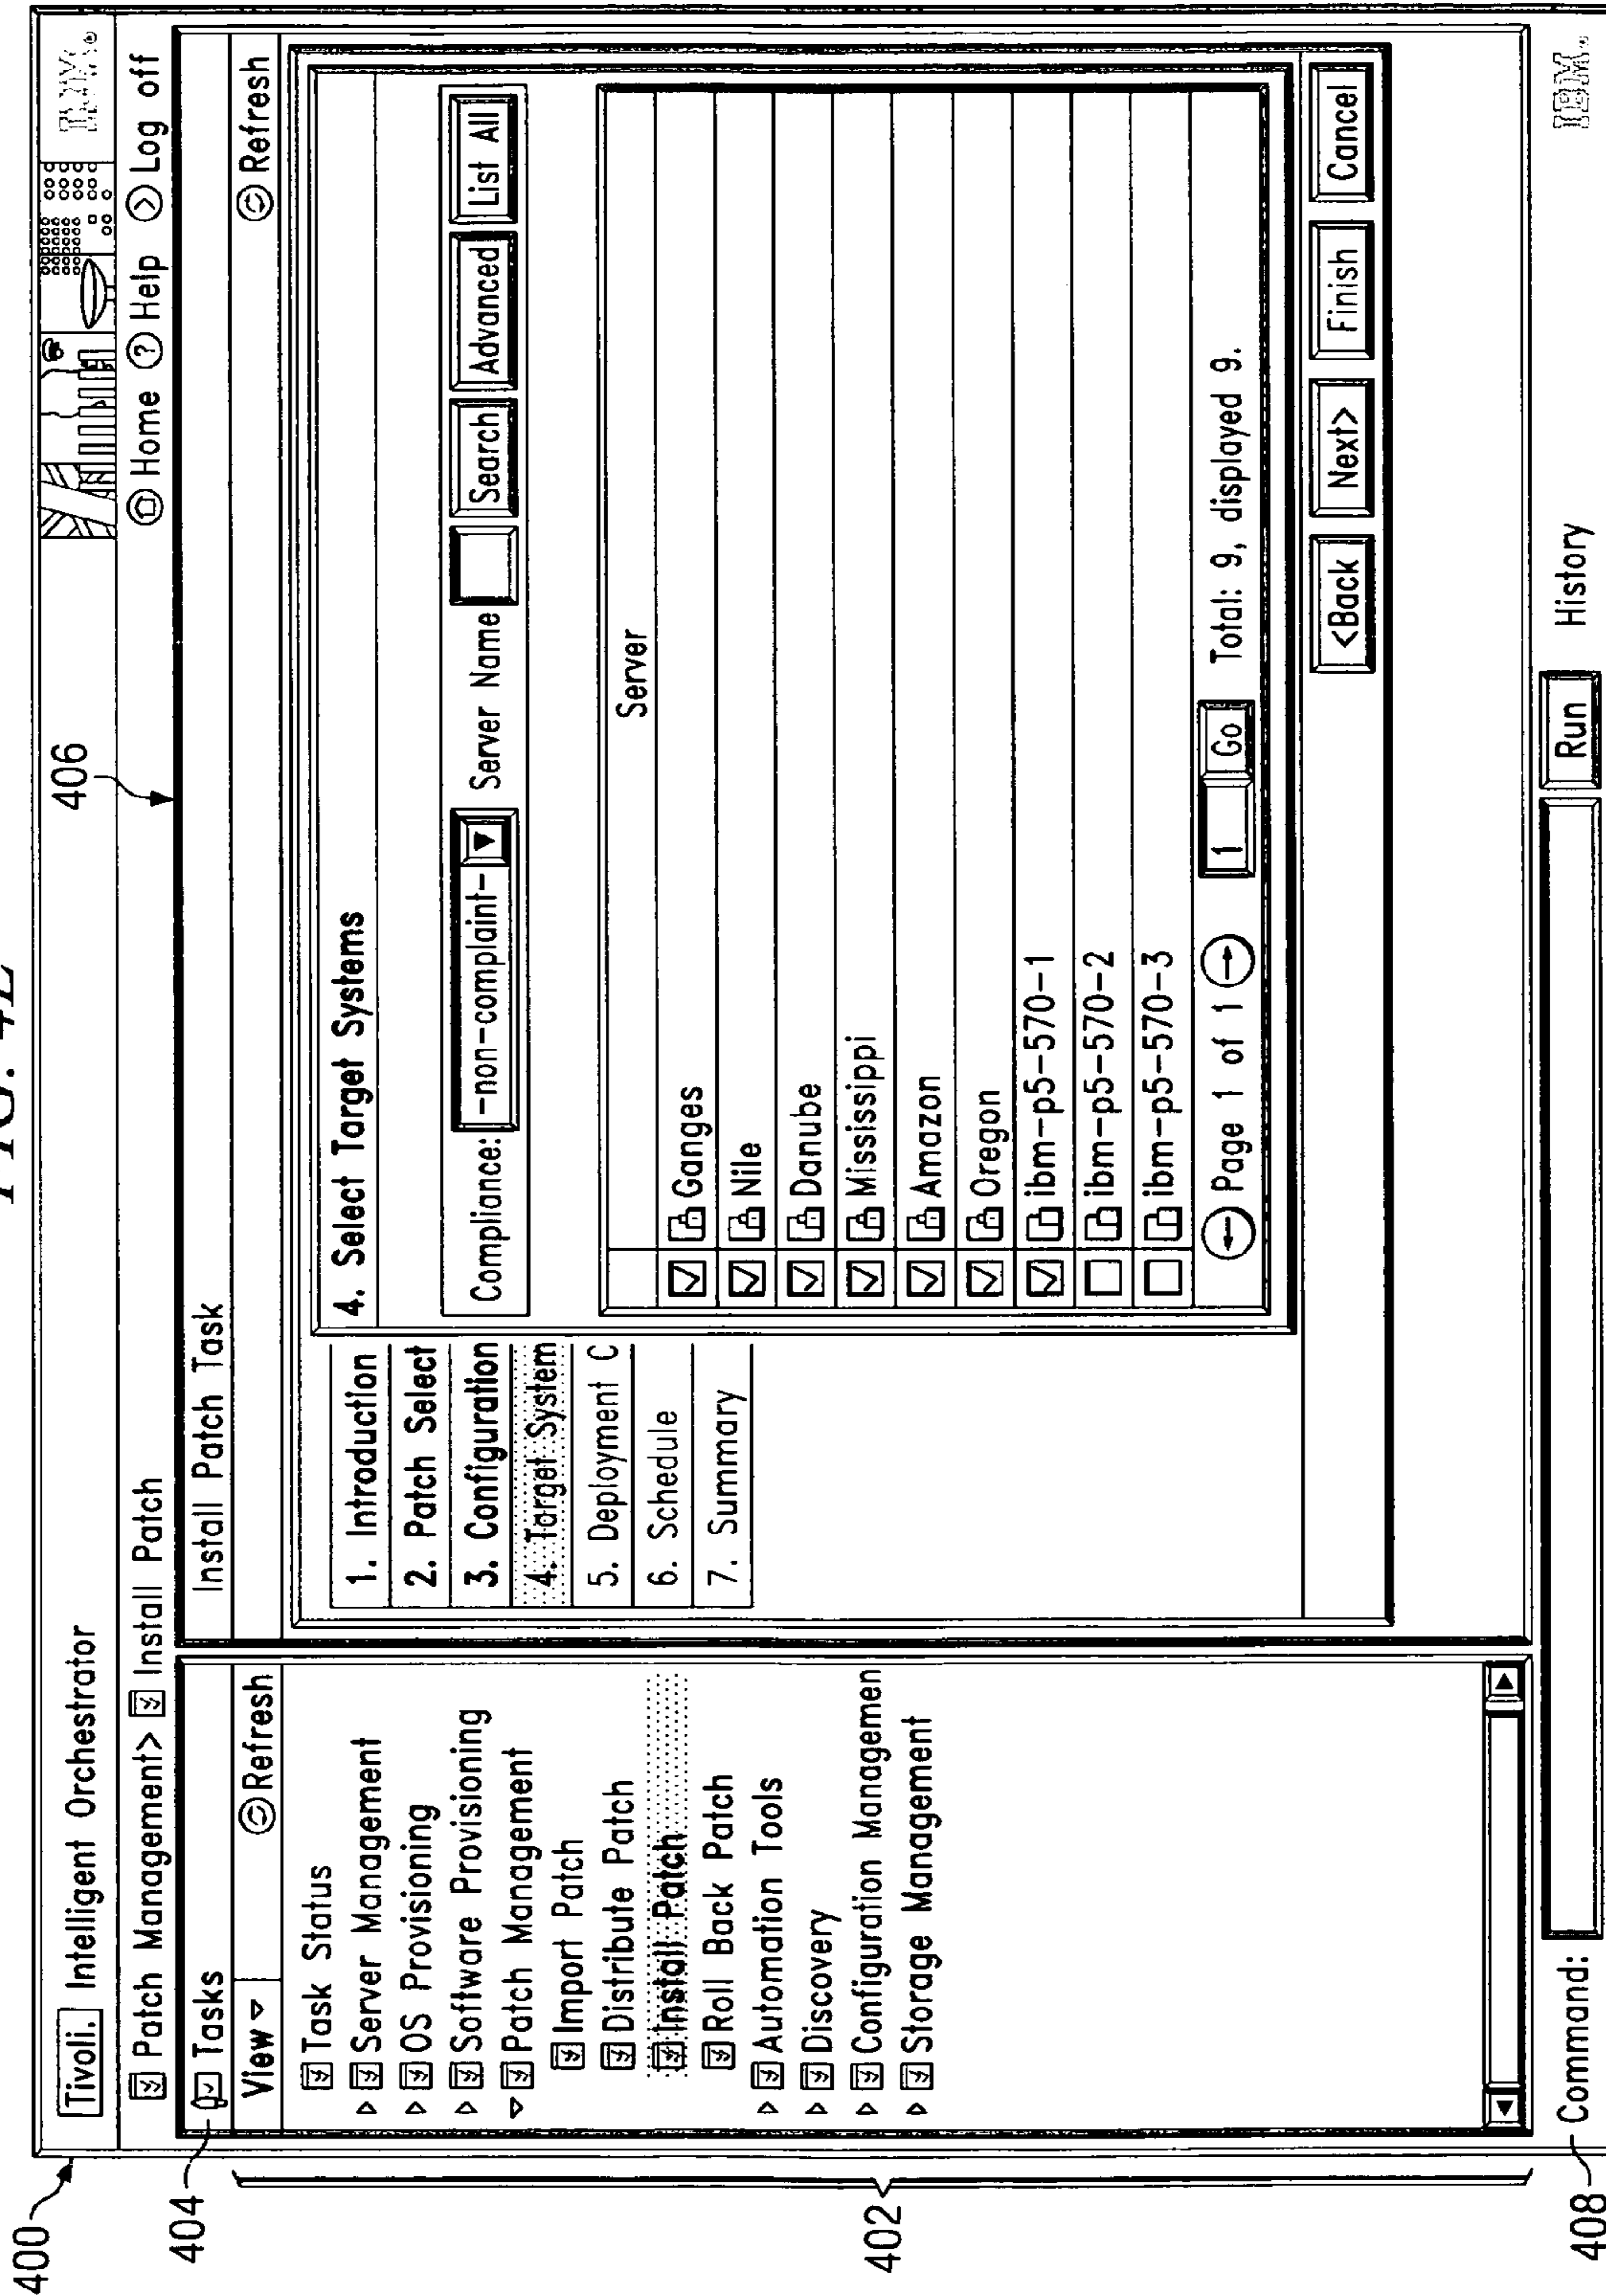 400
406
Tivoli. Intelligent Orchestrator
IBM®
Patch Management> Install Patch
Home Help Log off
404
Tasks
View Refresh
Task Status
Server Management
OS Provisioning
Software Provisioning
Patch Management
Import Patch
Distribute Patch
Install Patch
Roll Back Patch
Automation Tools
Discovery
Configuration Managemen
Storage Management
402
Install Patch Task
Refresh
1. Introduction
2. Patch Select
3. Configuration
4. Target System
5. Deployment C
6. Schedule
7. Summary
4. Select Target Systems
Compliance: -non-complaint- Server Name Search Advanced List All
Server
Ganges
Nile
Danube
Mississippi
Amazon
Oregon
ibm-p5-570-1
ibm-p5-570-2
ibm-p5-570-3
Page 1 of 1 1 Go Total: 9, displayed 9.
<Back Next> Finish Cancel
408
Command: Run History
IBM®